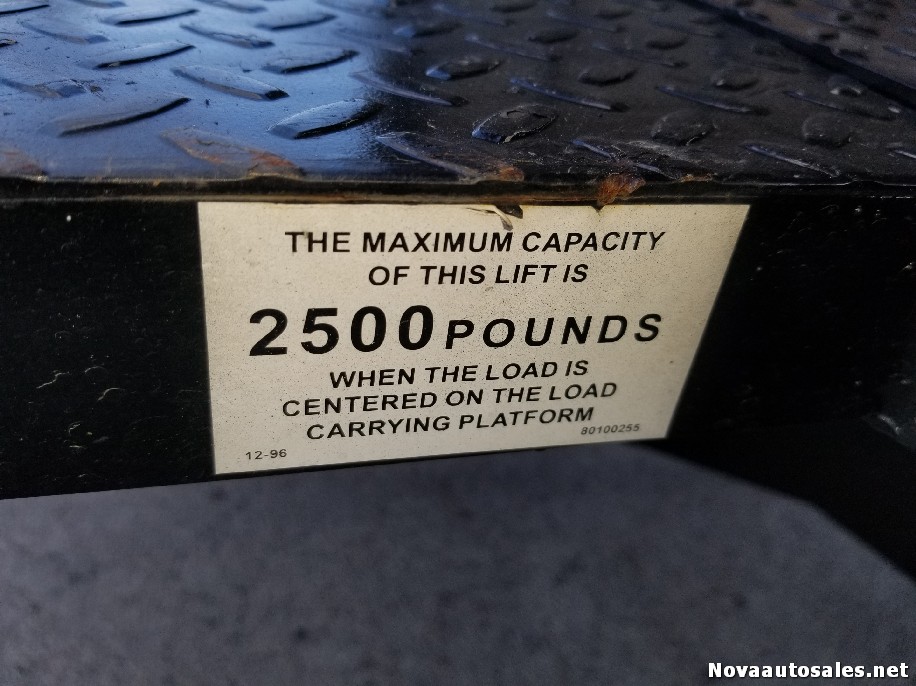 THE MAXIMUM CAPACITY
OF THIS LIFT IS
2500 POUNDS
WHEN THE LOAD IS
CENTERED ON THE LOAD
CARRYING PLATFORM
12-96 80100255
Novaautosales.net